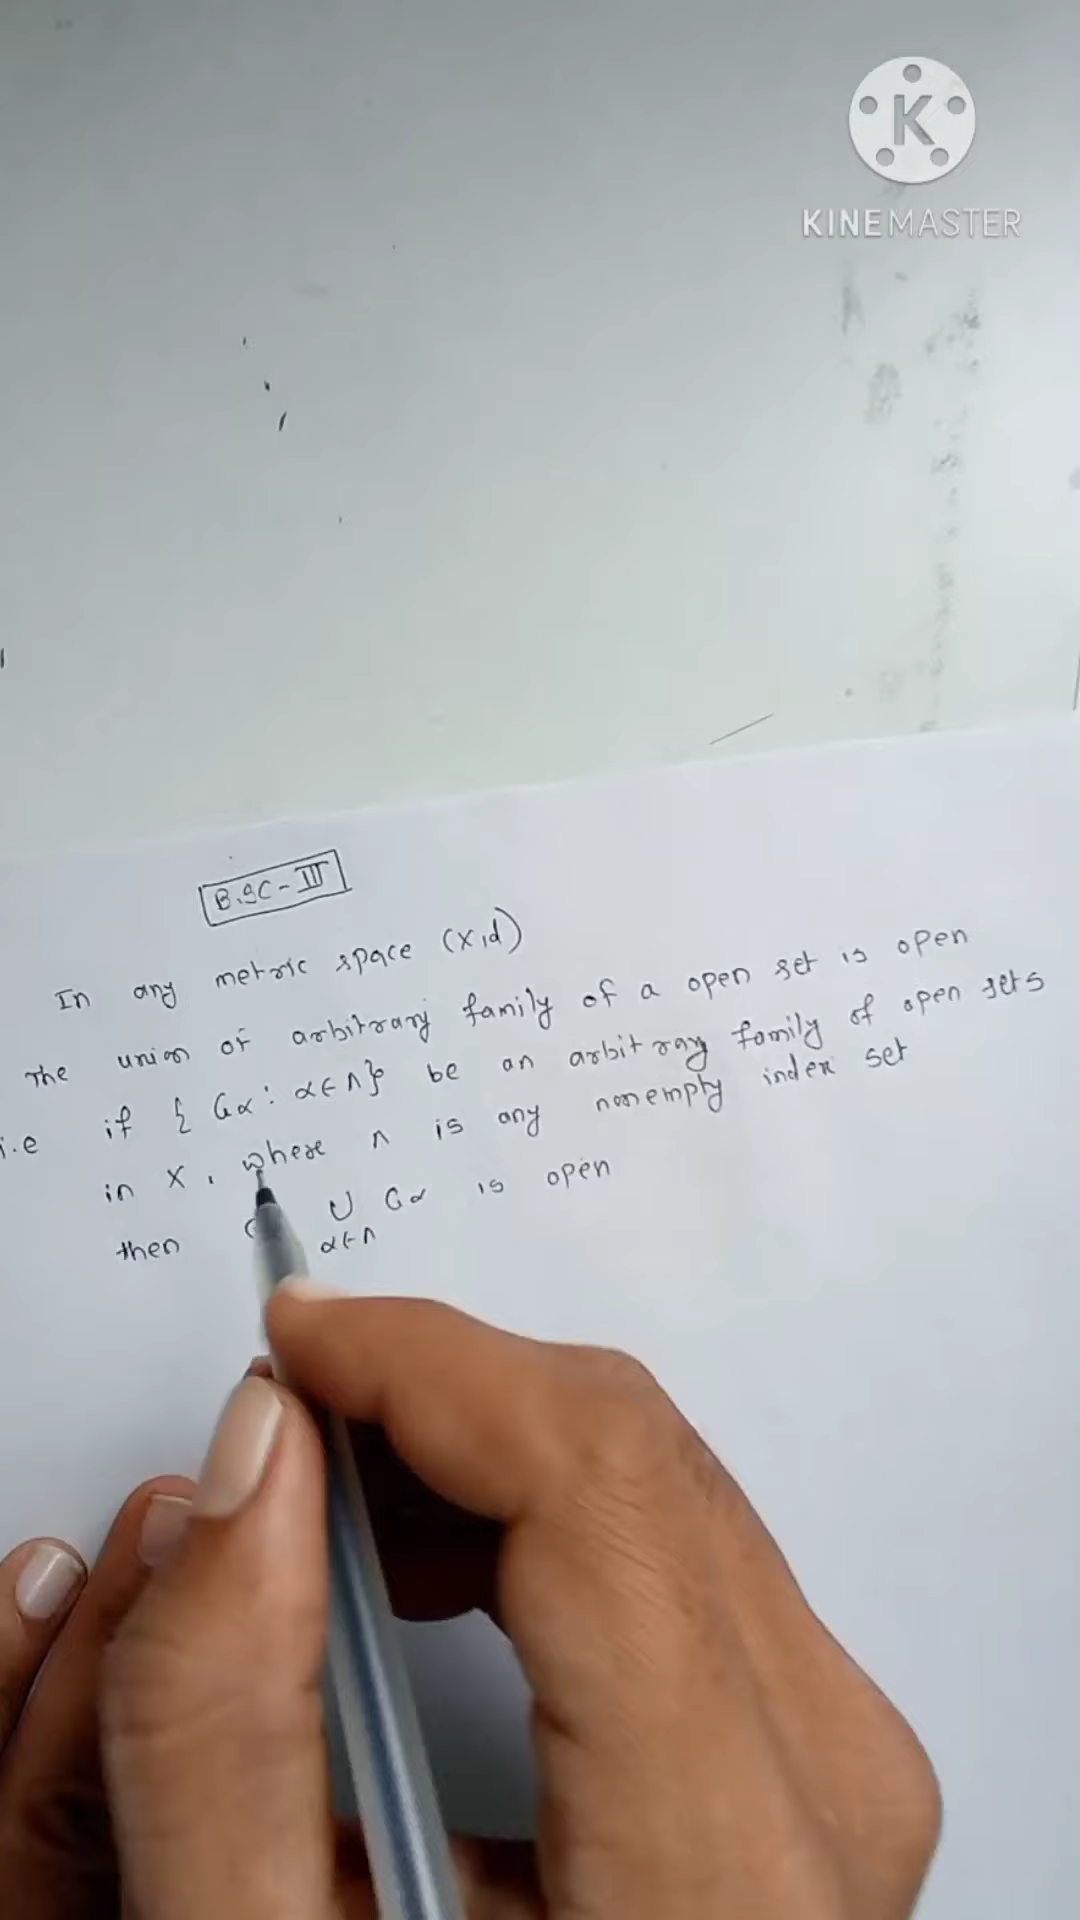 KINEMASTER
B.SC - III
In any metric space (X,d)
The union of arbitrary family of a open set is open
i.e if { Gα : α∈Λ} be an arbitrary family of open sets
in X, where Λ is any nonempty index set
then ∪ Gα is open
α∈Λ